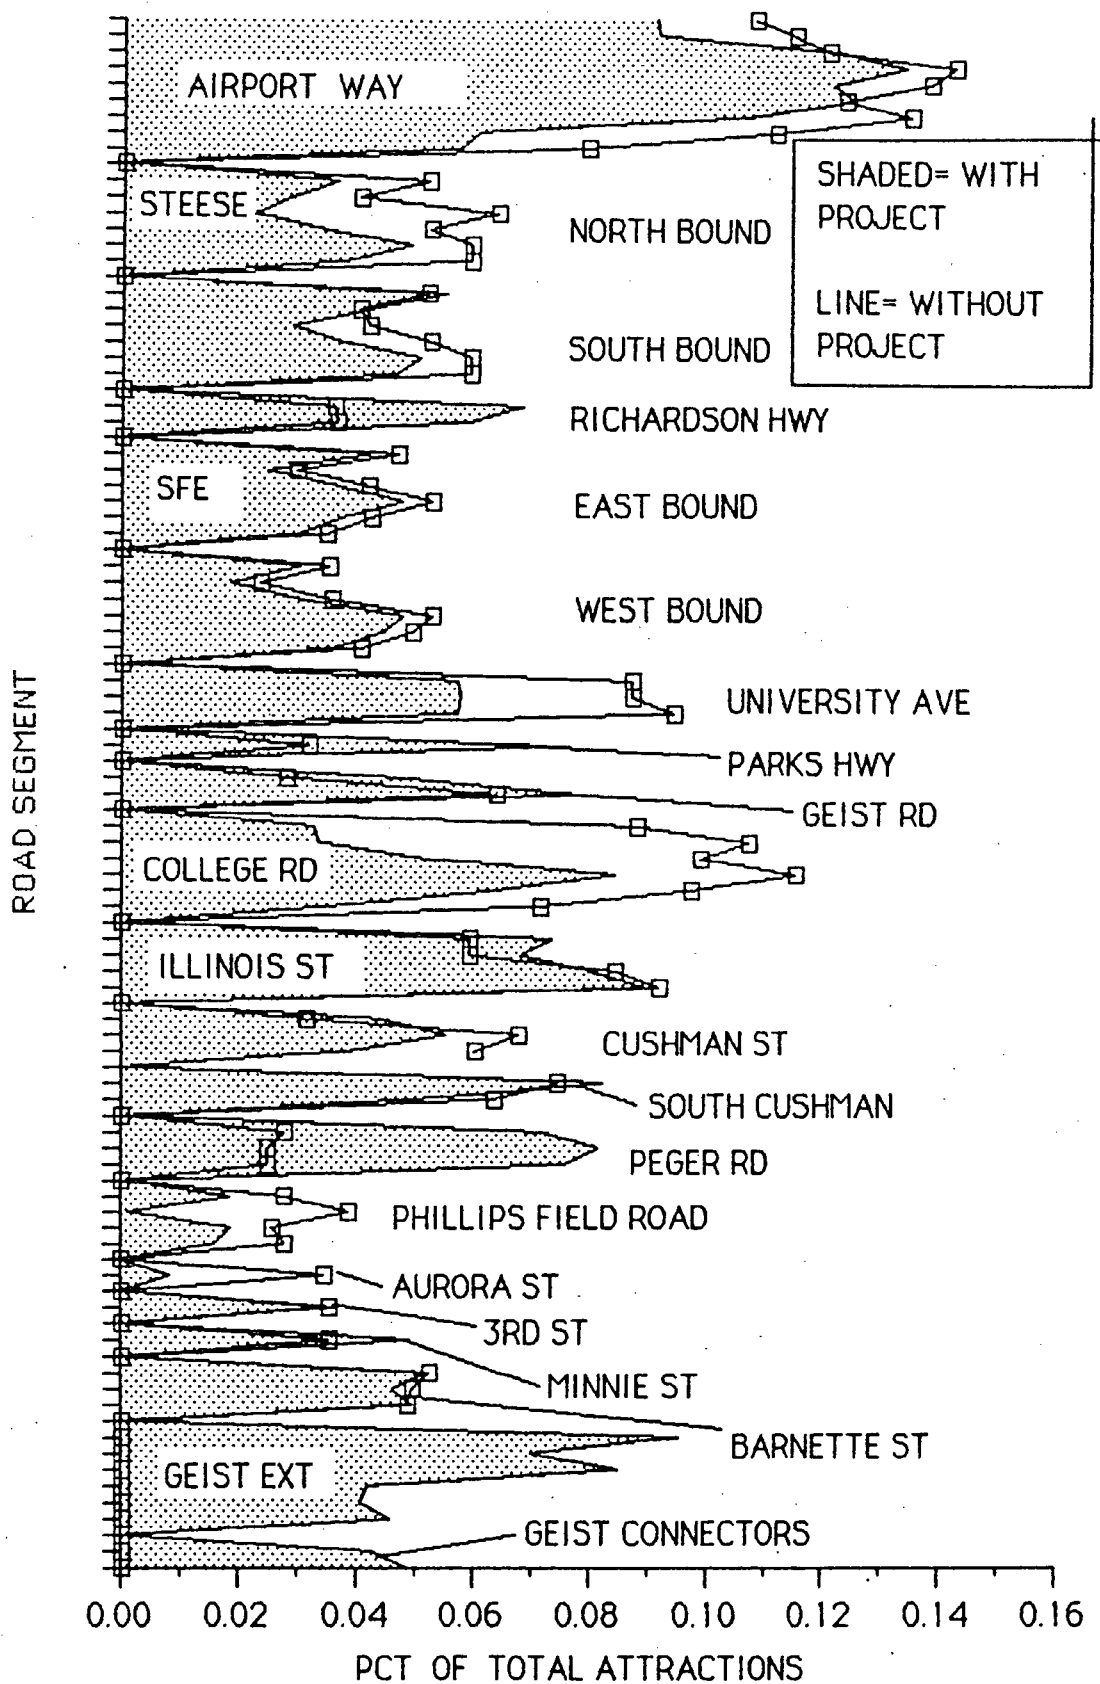 AIRPORT WAY
STEESE
NORTH BOUND
SHADED= WITH
PROJECT
LINE= WITHOUT
PROJECT
SOUTH BOUND
RICHARDSON HWY
SFE
EAST BOUND
WEST BOUND
UNIVERSITY AVE
PARKS HWY
GEIST RD
COLLEGE RD
ILLINOIS ST
CUSHMAN ST
SOUTH CUSHMAN
PEGER RD
PHILLIPS FIELD ROAD
AURORA ST
3RD ST
MINNIE ST
BARNETTE ST
GEIST EXT
GEIST CONNECTORS
ROAD SEGMENT
0.00 0.02 0.04 0.06 0.08 0.10 0.12 0.14 0.16
PCT OF TOTAL ATTRACTIONS